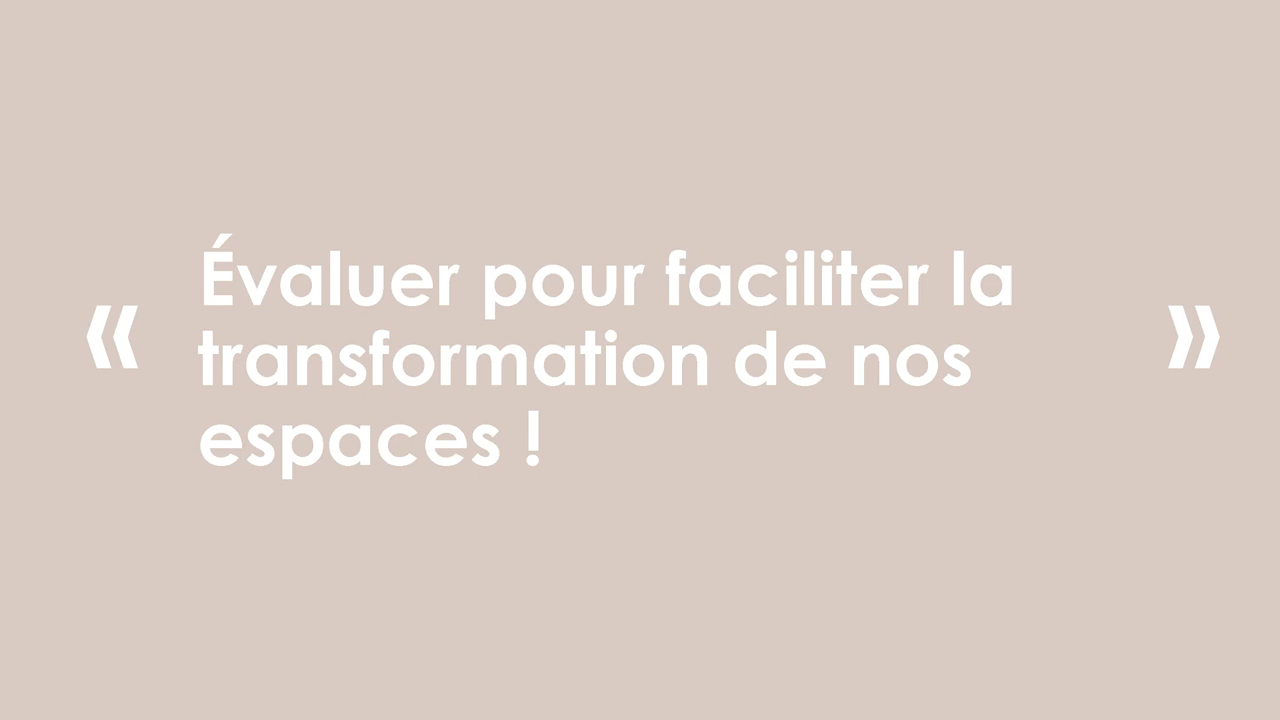 Évaluer pour faciliter la
« transformation de nos »
espaces !